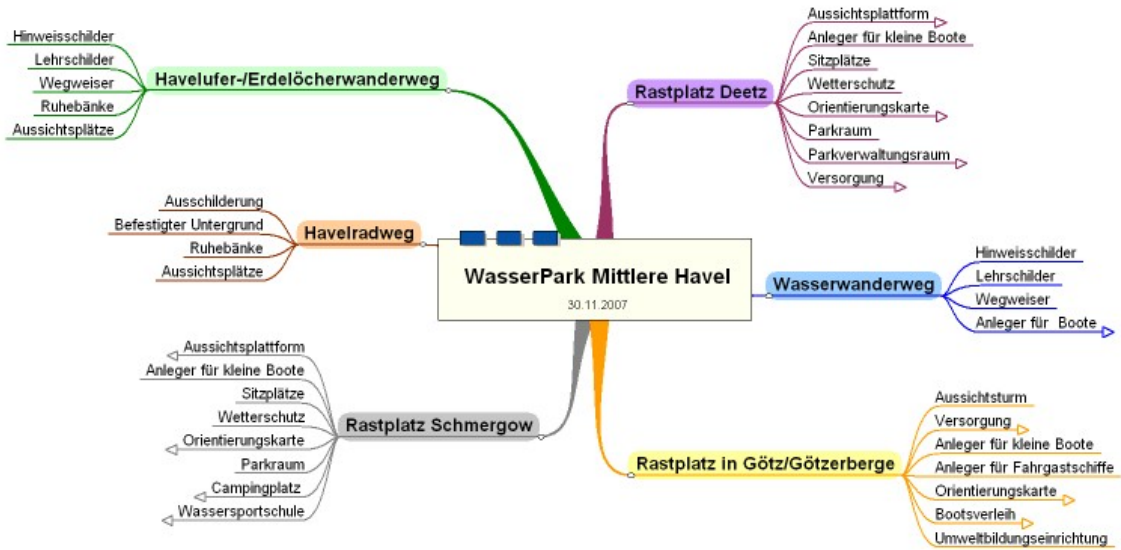 WasserPark Mittlere Havel
30.11.2007
Havelufer-/Erdelöcherwanderweg
Hinweisschilder
Lehrschilder
Wegweiser
Ruhebänke
Aussichtsplätze
Havelradweg
Ausschilderung
Befestigter Untergrund
Ruhebänke
Aussichtsplätze
Rastplatz Schmergow
Aussichtsplattform
Anleger für kleine Boote
Sitzplätze
Wetterschutz
Orientierungskarte
Parkraum
Campingplatz
Wassersportschule
Rastplatz Deetz
Aussichtsplattform
Anleger für kleine Boote
Sitzplätze
Wetterschutz
Orientierungskarte
Parkraum
Parkverwaltungsraum
Versorgung
Wasserwanderweg
Hinweisschilder
Lehrschilder
Wegweiser
Anleger für Boote
Rastplatz in Götz/Götzerberge
Aussichtsturm
Versorgung
Anleger für kleine Boote
Anleger für Fahrgastschiffe
Orientierungskarte
Bootsverleih
Umweltbildungseinrichtung